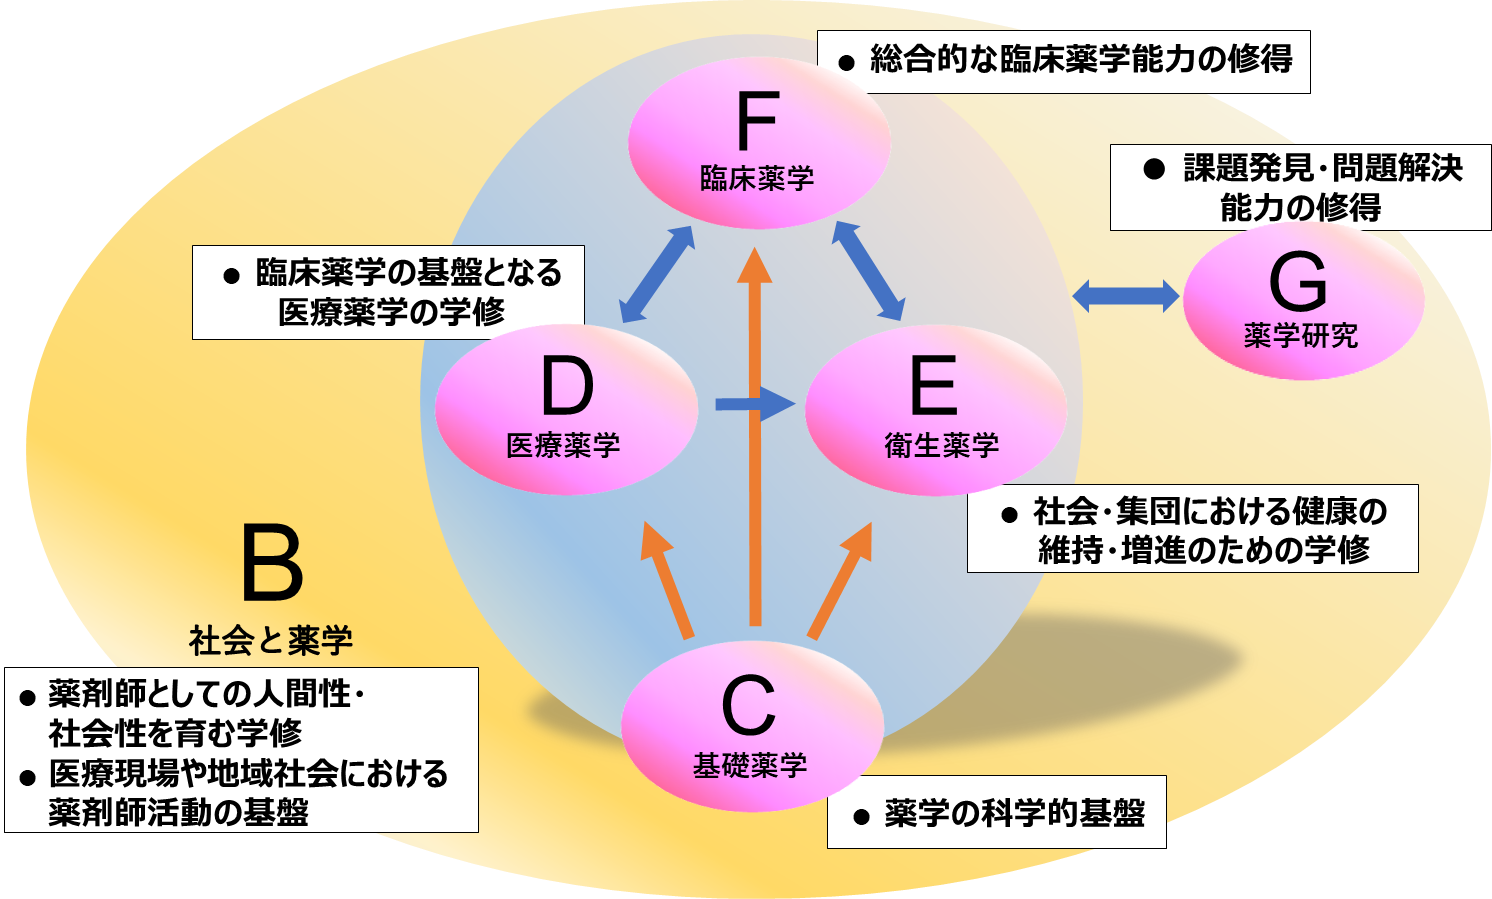 ● 総合的な臨床薬学能力の修得
F
臨床薬学
● 課題発見・問題解決
能力の修得
G
薬学研究
● 臨床薬学の基盤となる
医療薬学の学修
D
医療薬学
E
衛生薬学
● 社会・集団における健康の
維持・増進のための学修
B
社会と薬学
● 薬剤師としての人間性・
社会性を育む学修
● 医療現場や地域社会における
薬剤師活動の基盤
C
基礎薬学
● 薬学の科学的基盤